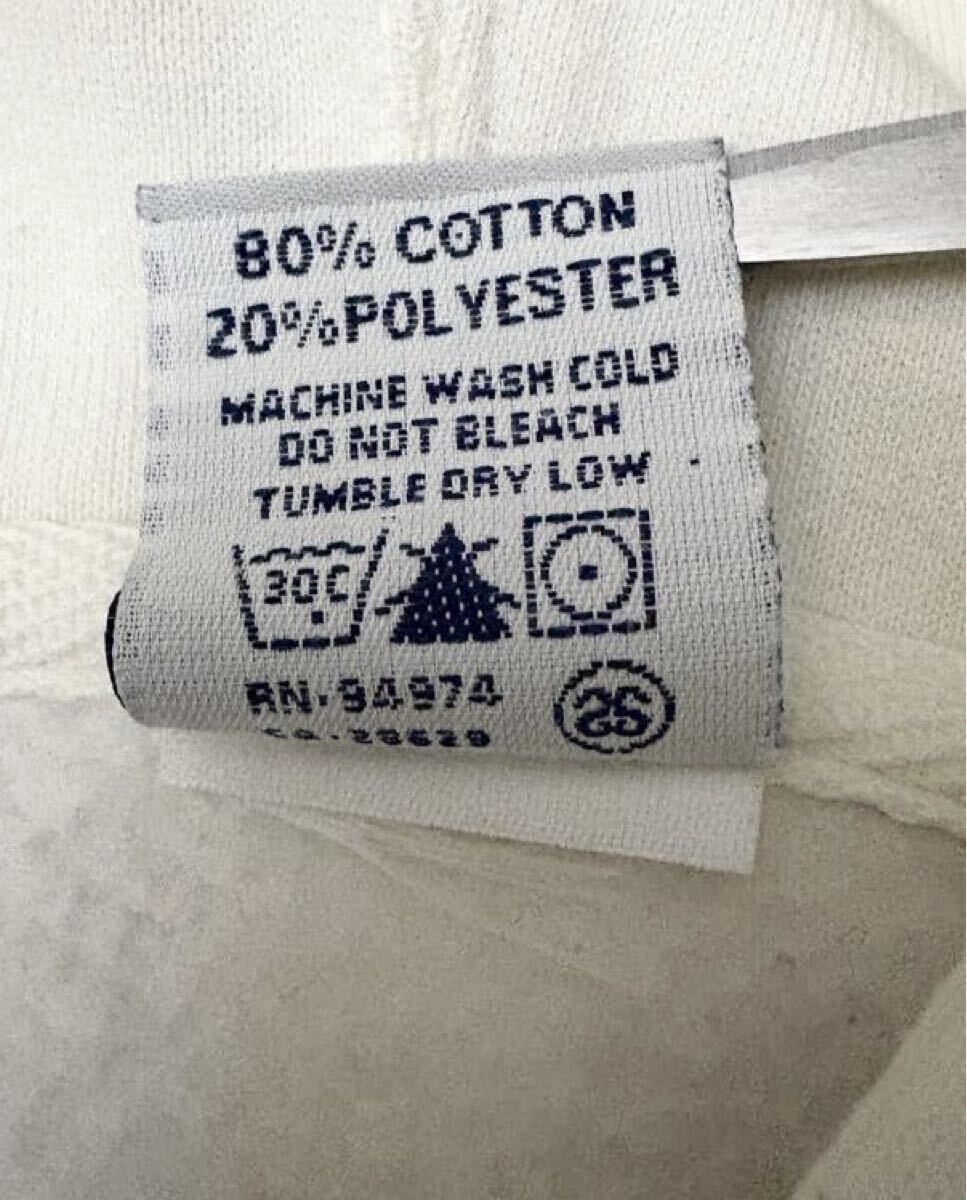 80% COTTON
20% POLYESTER
MACHINE WASH COLD
DO NOT BLEACH
TUMBLE DRY LOW
30C
RN·94974